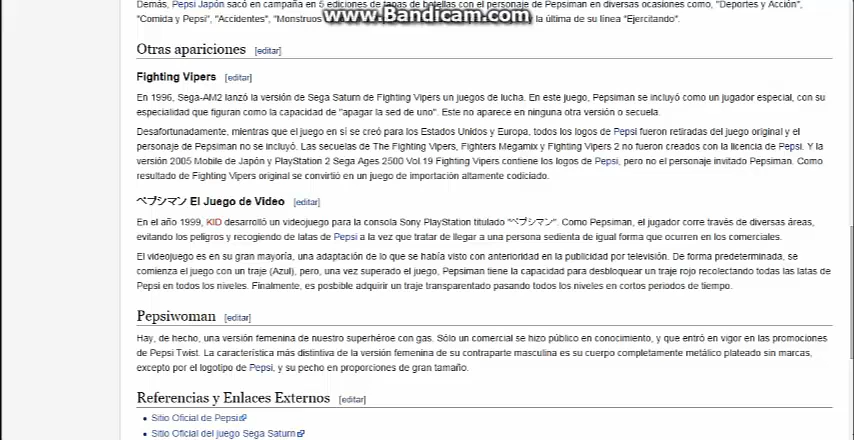 Demás, Pepsi Japón sacó en campaña en 5 ediciones de tapas de botellas con el personaje de Pepsiman en diversas ocasiones como, "Deportes y Acción",
"Comida y Pepsi", "Accidentes", "Monstruos la última de su línea "Ejercitando".
www.Bandicam.com
Otras apariciones [editar]
Fighting Vipers [editar]
En 1996, Sega-AM2 lanzó la versión de Sega Saturn de Fighting Vipers un juegos de lucha. En este juego, Pepsiman se incluyó como un jugador especial, con su
especialidad que figuran como la capacidad de "apagar la sed de uno". Este no aparece en ninguna otra versión o secuela.
Desafortunadamente, mientras que el juego en sí se creó para los Estados Unidos y Europa, todos los logos de Pepsi fueron retiradas del juego original y el
personaje de Pepsiman no se incluyó. Las secuelas de The Fighting Vipers, Fighters Megamix y Fighting Vipers 2 no fueron creados con la licencia de Pepsi. Y la
versión 2005 Mobile de Japón y PlayStation 2 Sega Ages 2500 Vol.19 Fighting Vipers contiene los logos de Pepsi, pero no el personaje invitado Pepsiman. Como
resultado de Fighting Vipers original se convirtió en un juego de importación altamente codiciado.
ペプシマン El Juego de Video [editar]
En el año 1999, KID desarrolló un videojuego para la consola Sony PlayStation titulado "ペプシマン". Como Pepsiman, el jugador corre través de diversas áreas,
evitando los peligros y recogiendo de latas de Pepsi a la vez que tratar de llegar a una persona sedienta de igual forma que ocurren en los comerciales.
El videojuego es en su gran mayoría, una adaptación de lo que se había visto con anterioridad en la publicidad por televisión. De forma predeterminada, se
comienza el juego con un traje (Azul), pero, una vez superado el juego, Pepsiman tiene la capacidad para desbloquear un traje rojo recolectando todas las latas de
Pepsi en todos los niveles. Finalmente, es posbible adquirir un traje transparentado pasando todos los niveles en cortos periodos de tiempo.
Pepsiwoman [editar]
Hay, de hecho, una versión femenina de nuestro superhéroe con gas. Sólo un comercial se hizo público en conocimiento, y que entró en vigor en las promociones
de Pepsi Twist. La característica más distintiva de la versión femenina de su contraparte masculina es su cuerpo completamente metálico plateado sin marcas,
excepto por el logotipo de Pepsi, y su pecho en proporciones de gran tamaño.
Referencias y Enlaces Externos [editar]
Sitio Oficial de Pepsi
Sitio Oficial del juego Sega Saturn